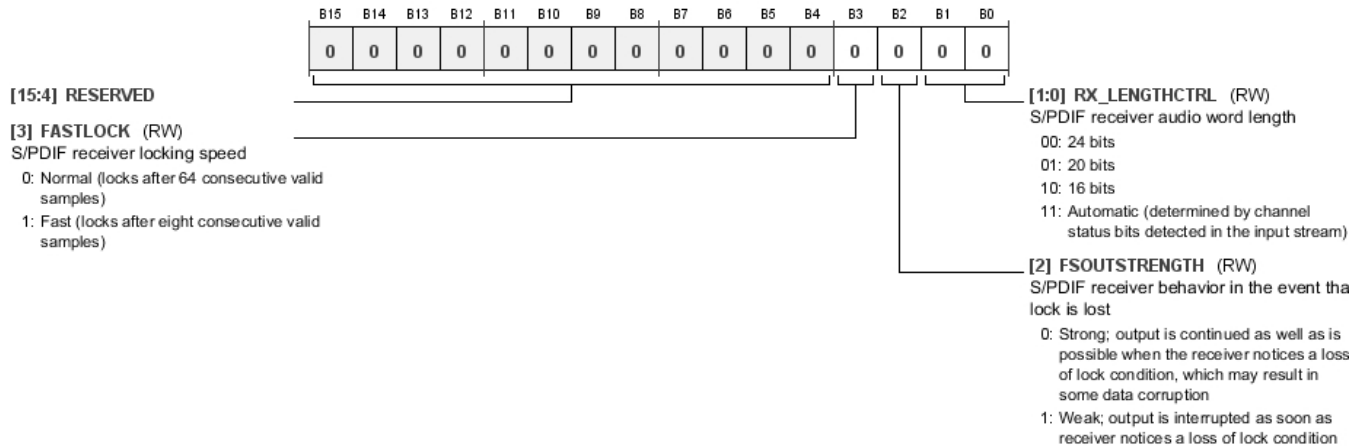 B15 B14 B13 B12 B11 B10 B9 B8 B7 B6 B5 B4 B3 B2 B1 B0
0 0 0 0 0 0 0 0 0 0 0 0 0 0 0 0
[15:4] RESERVED
[3] FASTLOCK (RW)
S/PDIF receiver locking speed
0: Normal (locks after 64 consecutive valid
samples)
1: Fast (locks after eight consecutive valid
samples)
[1:0] RX_LENGTHCTRL (RW)
S/PDIF receiver audio word length
00: 24 bits
01: 20 bits
10: 16 bits
11: Automatic (determined by channel
status bits detected in the input stream)
[2] FSOUTSTRENGTH (RW)
S/PDIF receiver behavior in the event tha
lock is lost
0: Strong; output is continued as well as is
possible when the receiver notices a loss
of lock condition, which may result in
some data corruption
1: Weak; output is interrupted as soon as
receiver notices a loss of lock condition